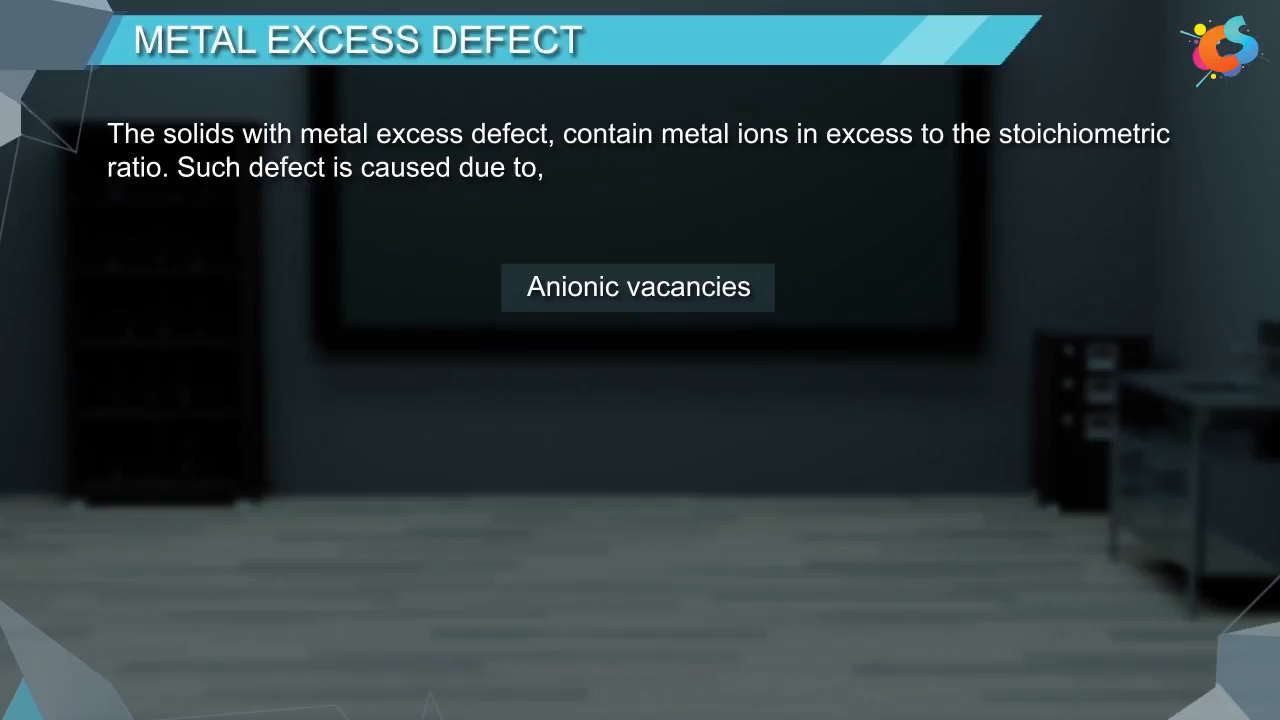 METAL EXCESS DEFECT
The solids with metal excess defect, contain metal ions in excess to the stoichiometric
ratio. Such defect is caused due to,
Anionic vacancies